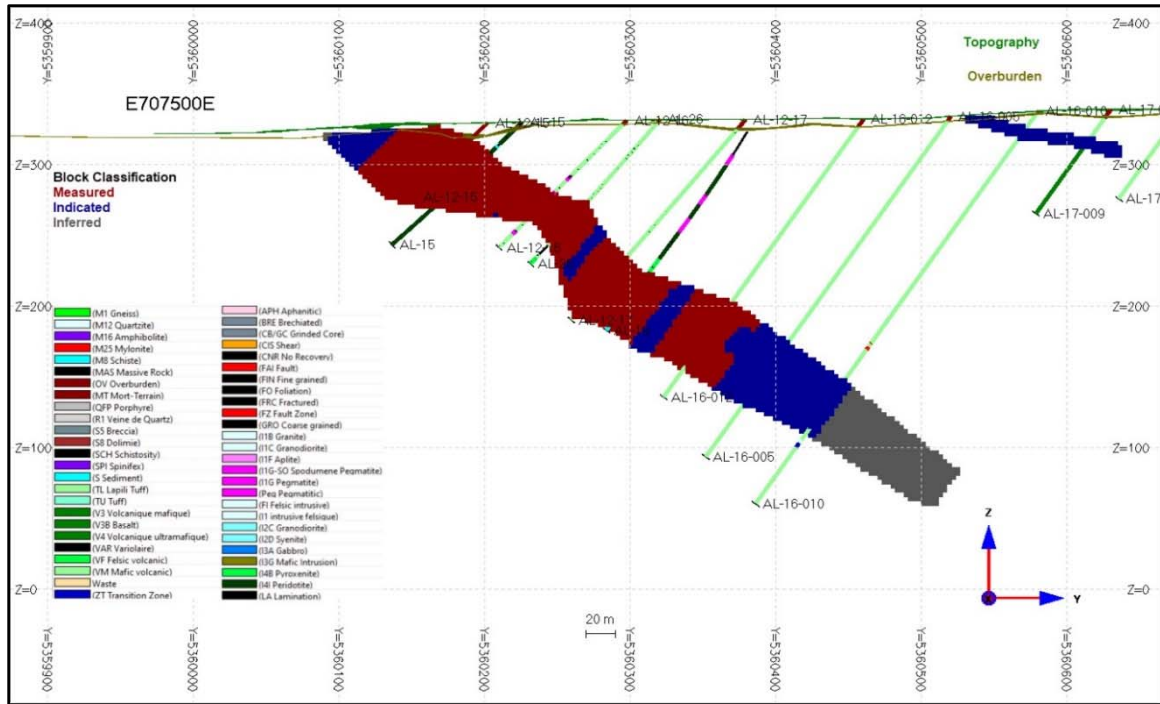 Z=400
Z=400
Y=5359900
Y=5360000
Y=5360100
Y=5360200
Y=5360300
Y=5360400
Y=5360500
Y=5360600
Topography
Overburden
E707500E
AL-12-17
AL-16-012
AL-16-010
Z=300
Z=300
Block Classification
Measured
Indicated
Inferred
AL-12-15
AL-15
AL-17-009
AL-17
Z=200
Z=200
(M1 Gneiss
(M12 Quartzite
(M16 Amphibolite
(M25 Mylonite
(M8 Schiste
(MAS Massive Rock
(OV Overburden
(MT Mort-Terrain
(QFP Porphyre
(R1 Veine de Quartz
(S5 Breccia
(S8 Dolimie
(SCH Schistosity
(SPI Spinifex
(S Sediment
(TL Lapili Tuff
(TU Tuff
(V3 Volcanique mafique
(V3B Basalt
(V4 Volcanique ultramafique
(VAR Variolaire
(VF Felsic volcanic
(VM Mafic volcanic
Waste
(ZT Transition Zone
(APH Aphanitic
(BRE Brechiated
(CB/GC Grinded Core
(CIS Shear
(CNR No Recovery
(FAI Fault
(FIN Fine grained
(FO Foliation
(FRC Fractured
(FZ Fault Zone
(GRO Coarse grained
(I1B Granite
(I1C Granodiorite
(I1F Aplite
(I1G-SO Spodumene Pegmatite
(I1G Pegmatite
(Peg Pegmatitic
(FI Felsic intrusive
(I1 intrusive felsique
(I2C Granodiorite
(I2D Syenite
(I3A Gabbro
(I3G Mafic Intrusion
(I4B Pyroxenite
(I4I Peridotite
(LA Lamination
AL-16-005
AL-16-010
Z=100
Z=100
Z
Y
Z=0
Z=0
20 m
Y=5359900
Y=5360000
Y=5360100
Y=5360200
Y=5360300
Y=5360400
Y=5360500
Y=5360600